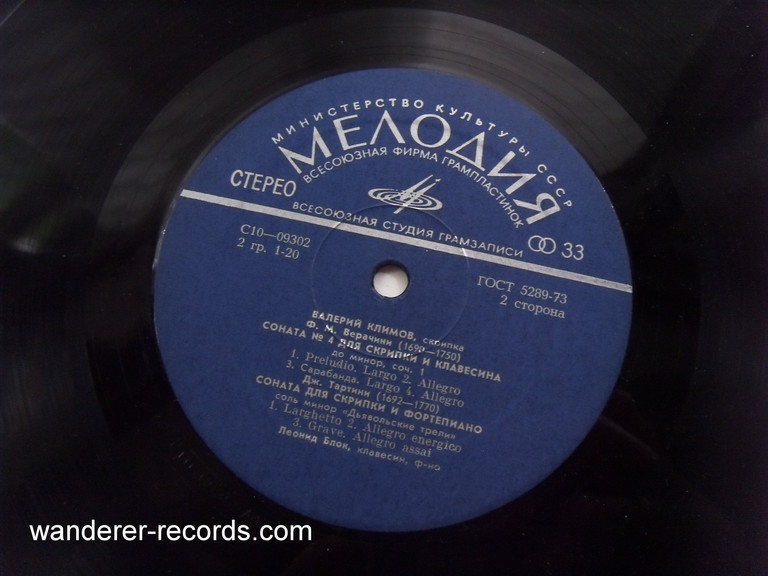 МИНИСТЕРСТВО КУЛЬТУРЫ СССР
МЕЛОДИЯ
ВСЕСОЮЗНАЯ ФИРМА ГРАМПЛАСТИНОК
СТЕРЕО
ВСЕСОЮЗНАЯ СТУДИЯ ГРАМЗАПИСИ
33
С10—09302
2 гр. 1-20
ГОСТ 5289-73
2 сторона
ВАЛЕРИЙ КЛИМОВ, скрипка
Ф. М. Верачини (1690—1750)
СОНАТА № 4 ДЛЯ СКРИПКИ И КЛАВЕСИНА
до минор, соч. 1
1. Preludio. Largo 2. Allegro
3. Сарабанда. Largo 4. Allegro
Дж. Тартини (1692—1770)
СОНАТА ДЛЯ СКРИПКИ И ФОРТЕПИАНО
соль минор «Дьявольские трели»
1. Larghetto 2. Allegro energico
3. Grave. Allegro assai
Леонид Блок, клавесин, ф-но
wanderer-records.com